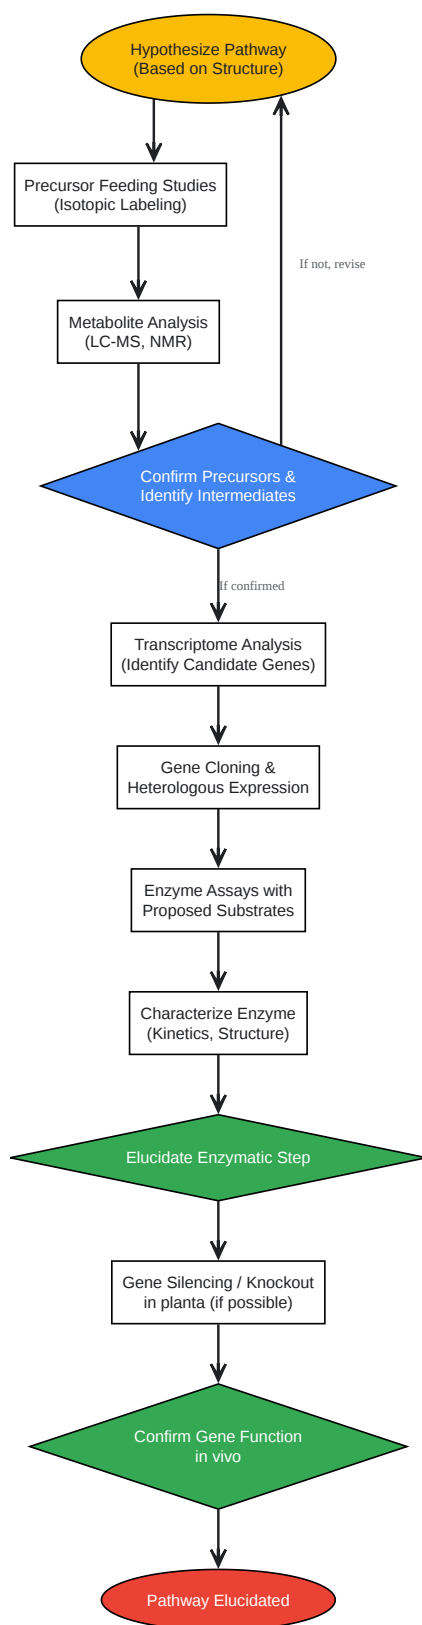 Hypothesize Pathway
(Based on Structure)
Precursor Feeding Studies
(Isotopic Labeling)
If not, revise
Metabolite Analysis
(LC-MS, NMR)
Confirm Precursors &
Identify Intermediates
If confirmed
Transcriptome Analysis
(Identify Candidate Genes)
Gene Cloning &
Heterologous Expression
Enzyme Assays with
Proposed Substrates
Characterize Enzyme
(Kinetics, Structure)
Elucidate Enzymatic Step
Gene Silencing / Knockout
in planta (if possible)
Confirm Gene Function
in vivo
Pathway Elucidated